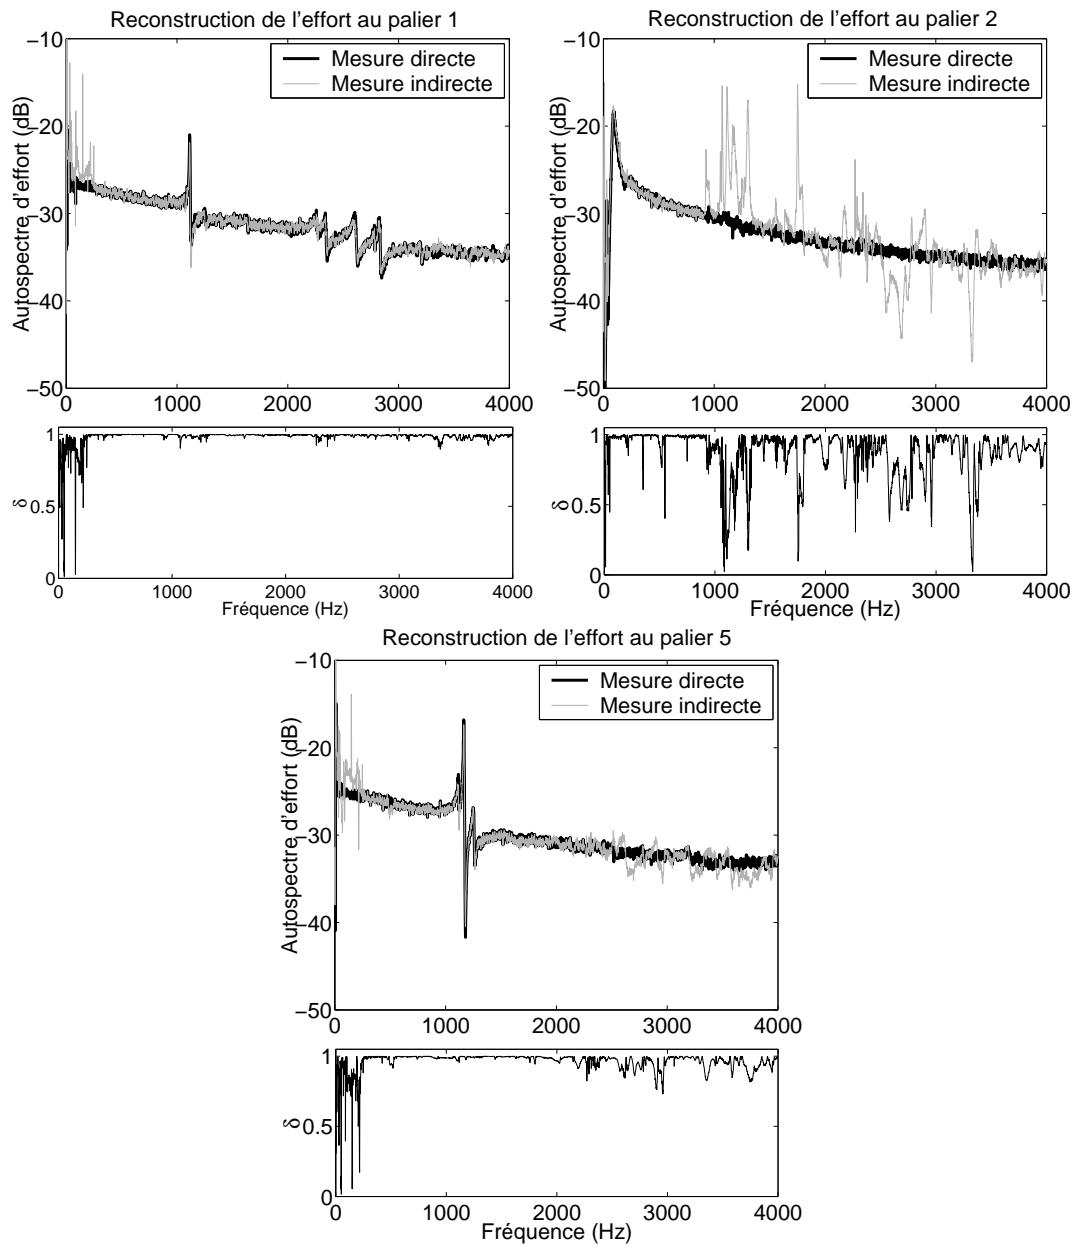 Reconstruction de l'effort au palier 1
Autospectre d'effort (dB)
−10
−20
−30
−40
−50
Mesure directe
Mesure indirecte
0 1000 2000 3000 4000
δ
1
0.5
0
0 1000 2000 3000 4000
Fréquence (Hz)
Reconstruction de l'effort au palier 2
Autospectre d'effort (dB)
−10
−20
−30
−40
−50
Mesure directe
Mesure indirecte
0 1000 2000 3000 4000
δ
1
0.5
0
0 1000 2000 3000 4000
Fréquence (Hz)
Reconstruction de l'effort au palier 5
Autospectre d'effort (dB)
−10
−20
−30
−40
−50
Mesure directe
Mesure indirecte
0 1000 2000 3000 4000
δ
1
0.5
0
0 1000 2000 3000 4000
Fréquence (Hz)